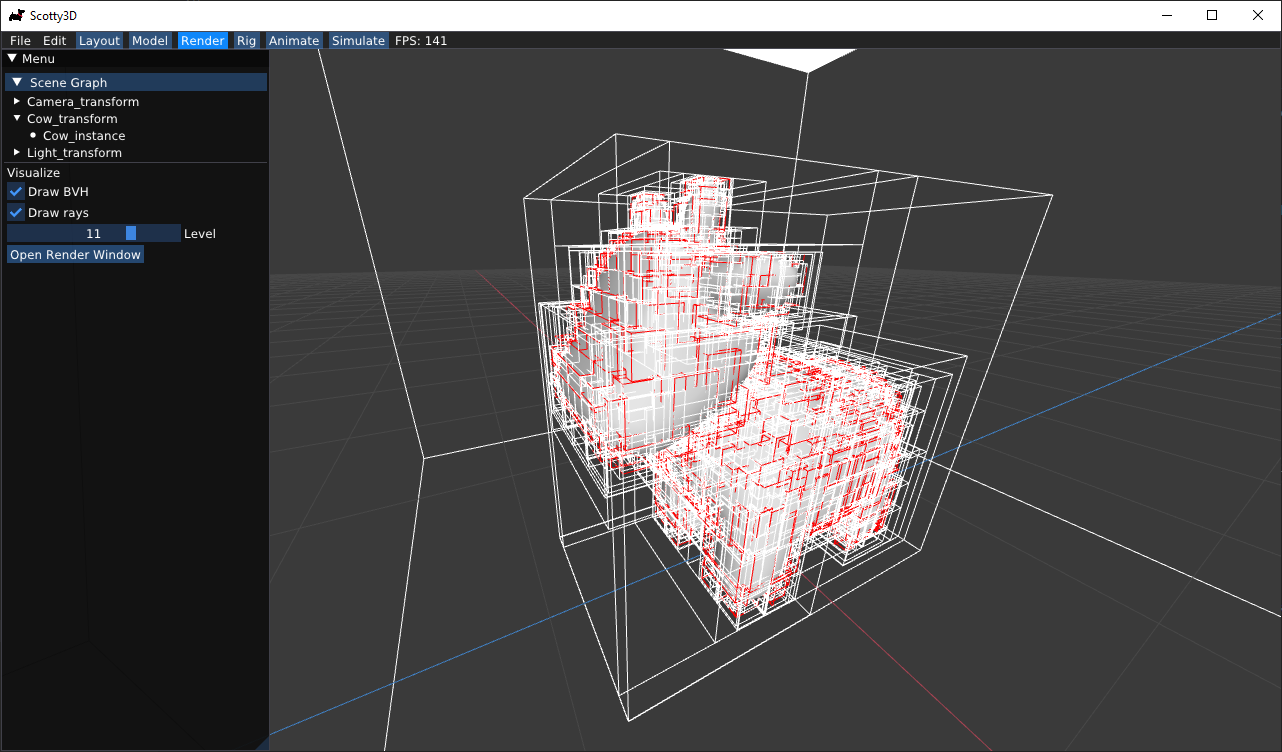 Scotty3D
File Edit Layout Model Render Rig Animate Simulate FPS: 141
Menu
Scene Graph
Camera_transform
Cow_transform
Cow_instance
Light_transform
Visualize
Draw BVH
Draw rays
11 Level
Open Render Window